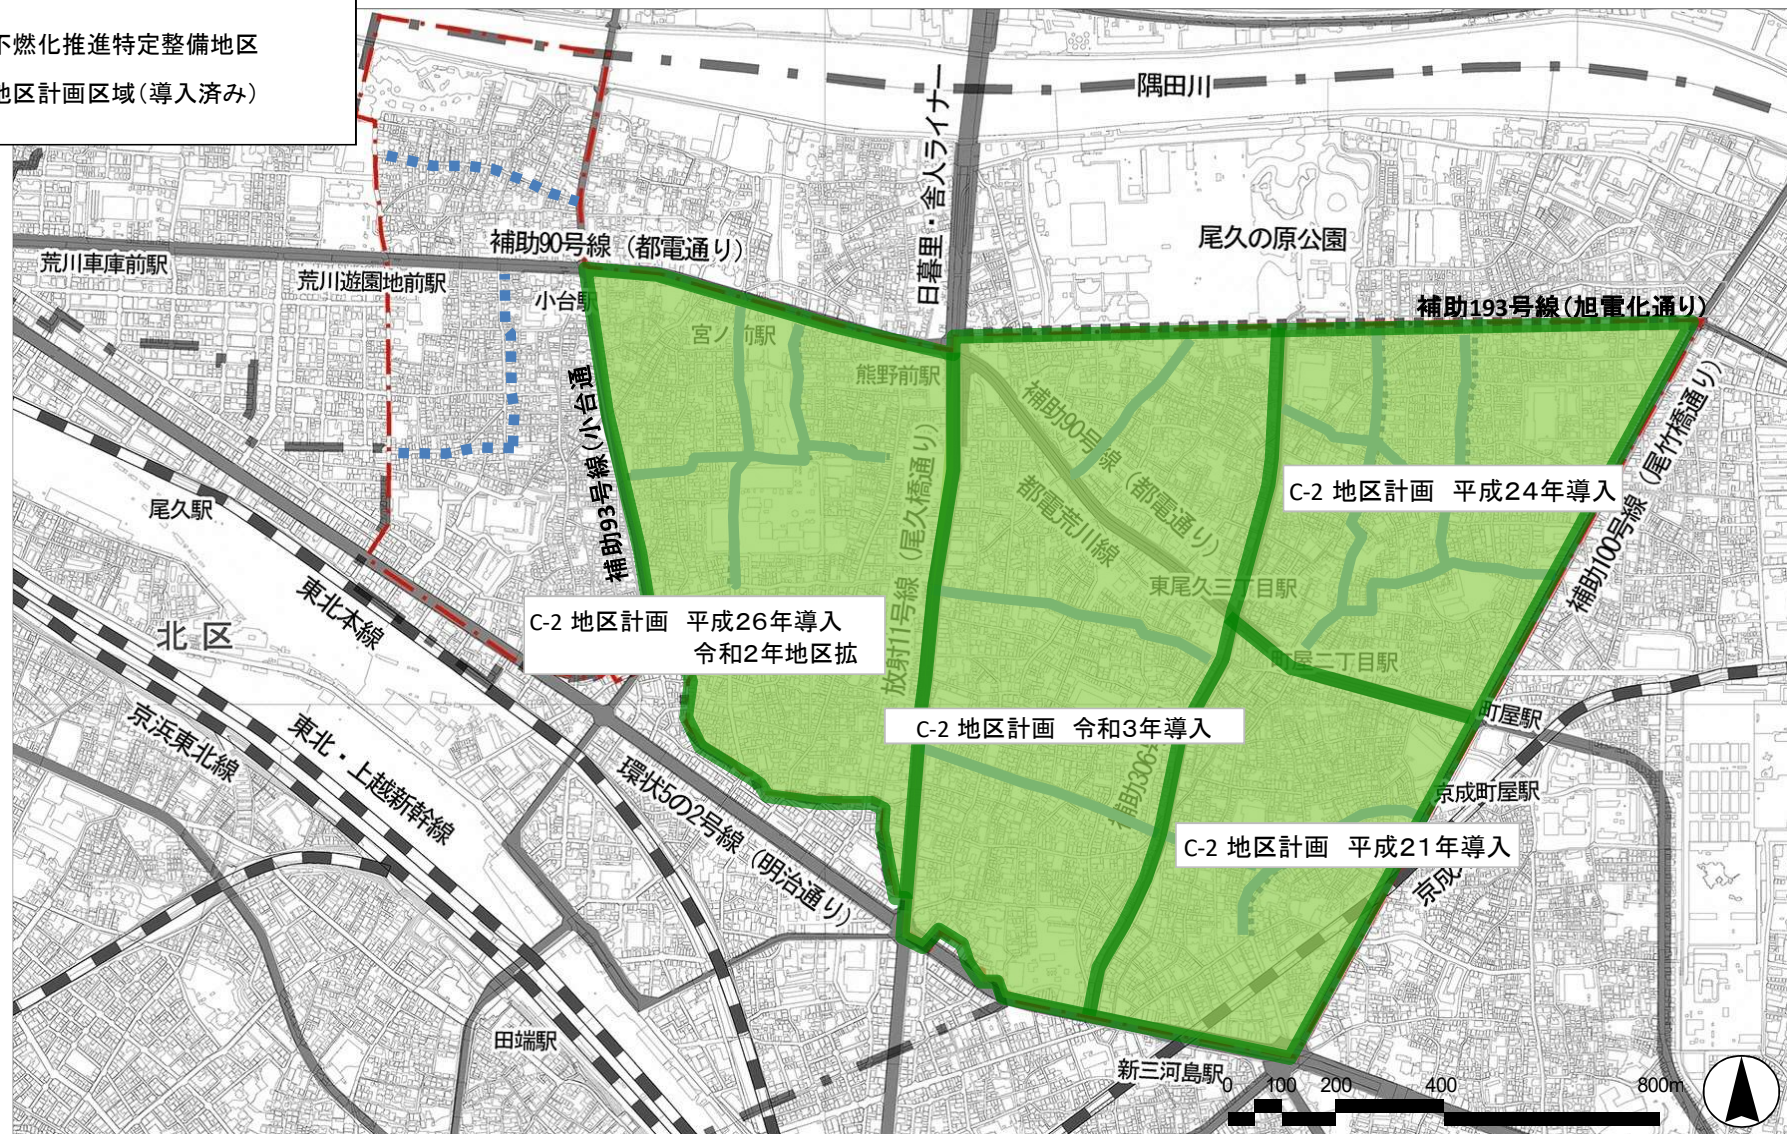 不燃化推進特定整備地区
地区計画区域(導入済み)
隅田川
日暮里・舎人ライナー
尾久の原公園
補助90号線(都電通り)
荒川車庫前駅
荒川遊園地前駅
小台駅
補助193号線(旭電化通り)
宮ノ前駅
熊野前駅
補助90号線(都電通り)
都電荒川線
補助93号線(小台通
放射11号線(尾久橋通り)
補助100号線(尾竹橋通り)
C-2 地区計画 平成24年導入
尾久駅
東尾久三丁目駅
東北本線
北区
C-2 地区計画 平成26年導入
令和2年地区拡
町屋二丁目駅
町屋駅
C-2 地区計画 令和3年導入
補助306
京浜東北線
東北・上越新幹線
環状5の2号線(明治通り)
京成町屋駅
C-2 地区計画 平成21年導入
京成
田端駅
新三河島駅
0 100 200 400 800m